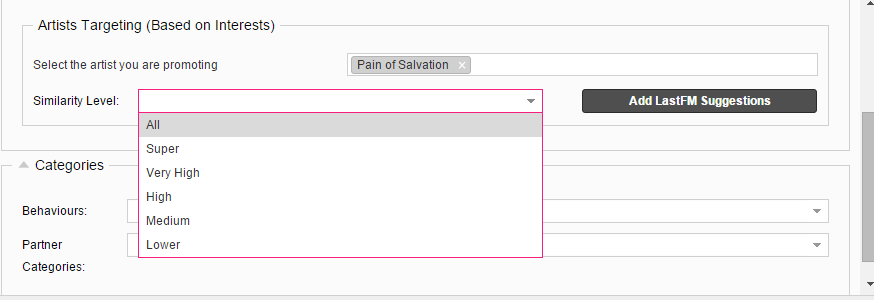 Artists Targeting (Based on Interests)
Select the artist you are promoting
Pain of Salvation ×
Similarity Level:
Add LastFM Suggestions
All
Super
Very High
High
Medium
Lower
Categories
Behaviours:
Partner
Categories: